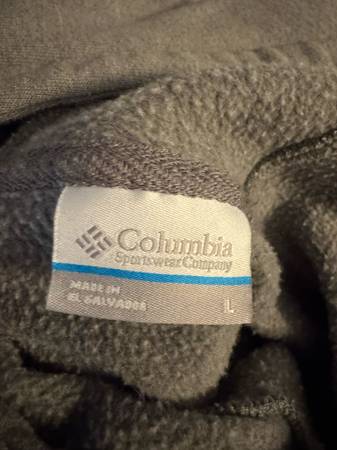 Columbia
Sportswear Company
MADE IN
EL SALVADOR
L